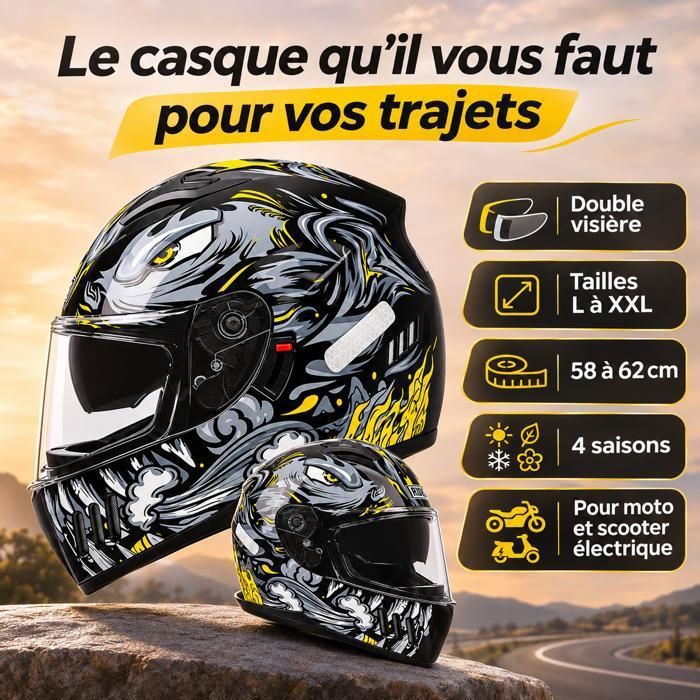 Le casque qu'il vous faut
pour vos trajets
Double
visière
Tailles
L à XXL
58 à 62 cm
4 saisons
Pour moto
et scooter
électrique